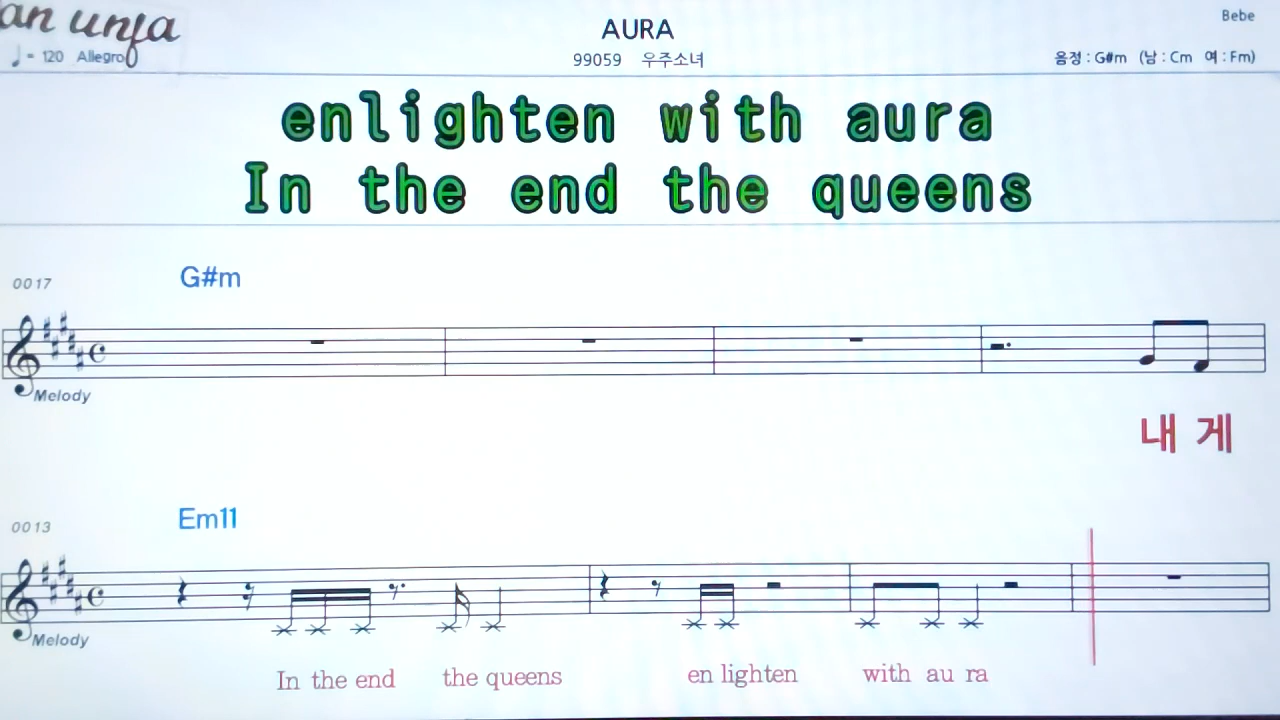 an unfa
AURA
Bebe
♩= 120 Allegro
99059 우주소녀
음정 : G#m (남 : Cm 여 : Fm)
enlighten with aura
In the end the queens
0017
G#m
Melody
내 게
0013
Em11
Melody
In the end the queens en lighten with au ra